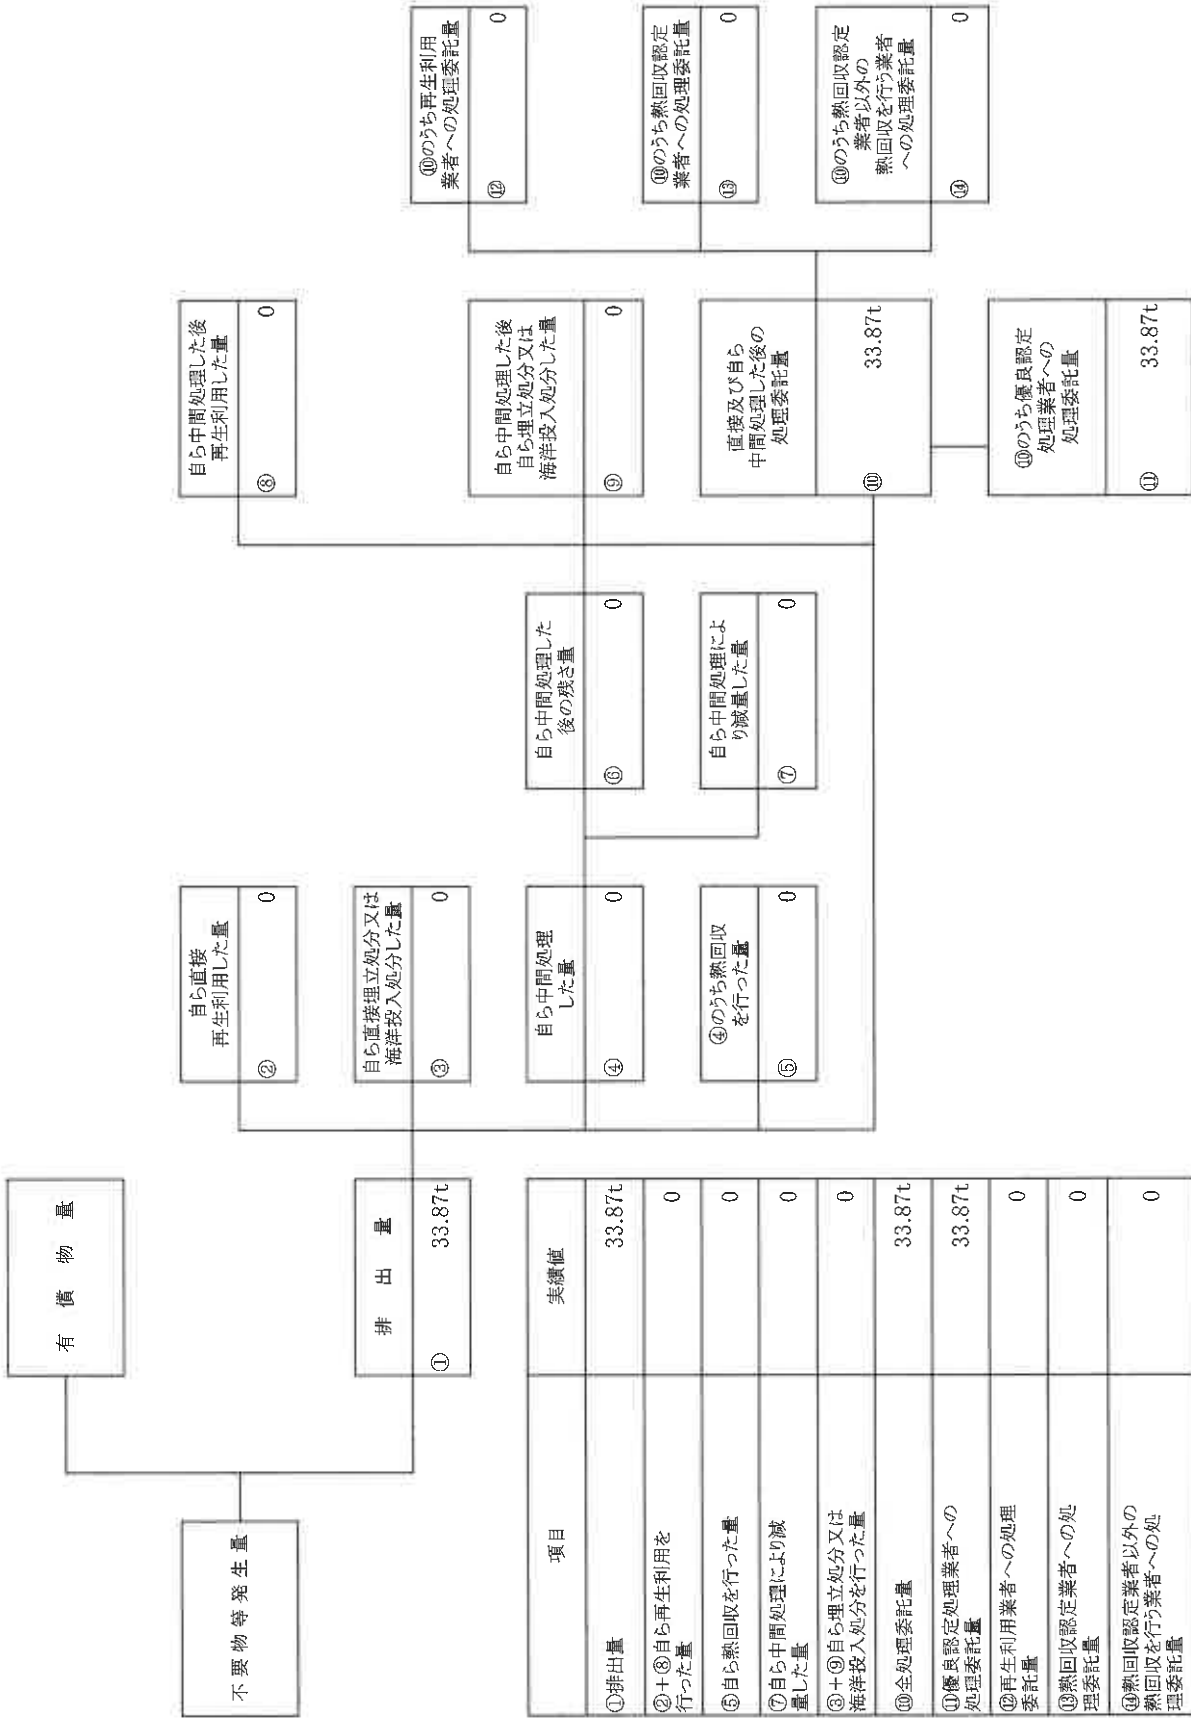 不要物等発生量
有償物量
排出量
① 33.87t
自ら直接
再生利用した量
② 0
自ら直接埋立処分又は
海洋投入処分した量
③ 0
自ら中間処理
した量
④ 0
④のうち熱回収
を行った量
⑤ 0
自ら中間処理した
後の残さ量
⑥ 0
自ら中間処理によ
り減量した量
⑦ 0
自ら中間処理した後
再生利用した量
⑧ 0
自ら中間処理した後
自ら埋立処分又は
海洋投入処分した量
⑨ 0
直接及び自ら
中間処理した後の
処理委託量
⑩ 33.87t
⑩のうち優良認定
処理業者への
処理委託量
⑪ 33.87t
⑩のうち再生利用
業者への処理委託量
⑫ 0
⑩のうち熱回収認定
業者への処理委託量
⑬ 0
⑩のうち熱回収認定
業者以外の
熱回収を行う業者
への処理委託量
⑭ 0
項目 実績値
①排出量 33.87t
②+⑧自ら再生利用を
行った量 0
⑤自ら熱回収を行った量 0
⑦自ら中間処理により減
量した量 0
③+⑨自ら埋立処分又は
海洋投入処分を行った量 0
⑩全処理委託量 33.87t
⑪優良認定処理業者への
処理委託量 33.87t
⑫再生利用業者への処理
委託量 0
⑬熱回収認定業者への処
理委託量 0
⑭熱回収認定業者以外の
熱回収を行う業者への処
理委託量 0